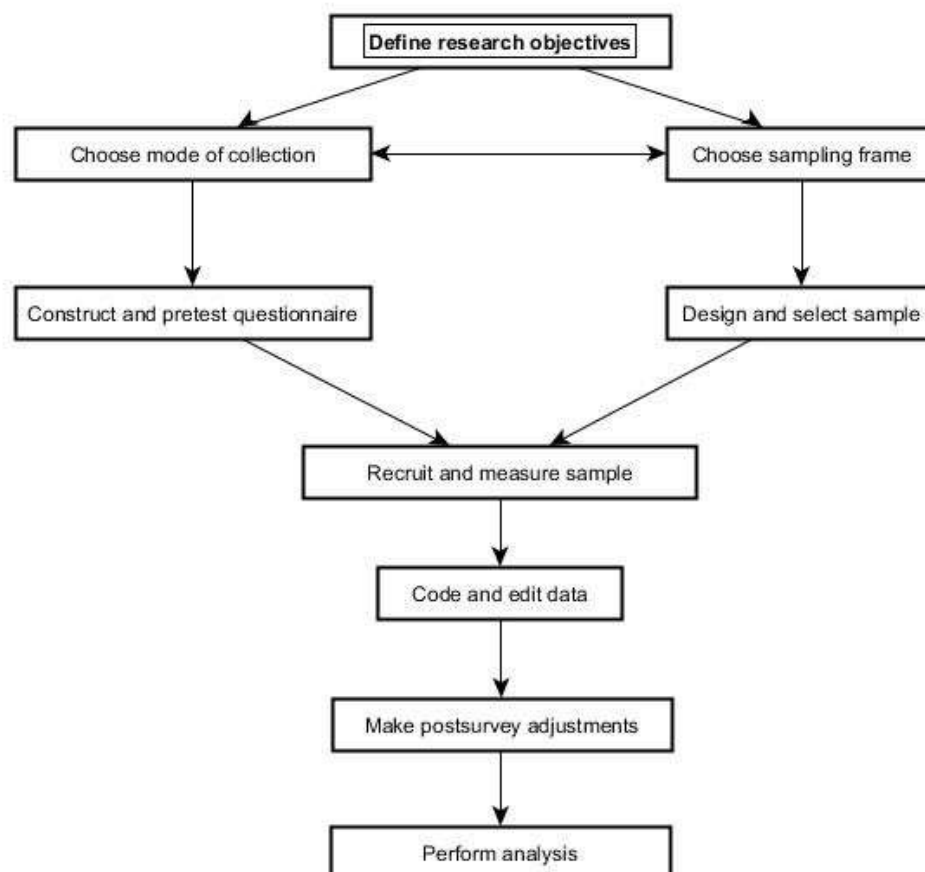 Define research objectives
Choose mode of collection
Choose sampling frame
Construct and pretest questionnaire
Design and select sample
Recruit and measure sample
Code and edit data
Make postsurvey adjustments
Perform analysis